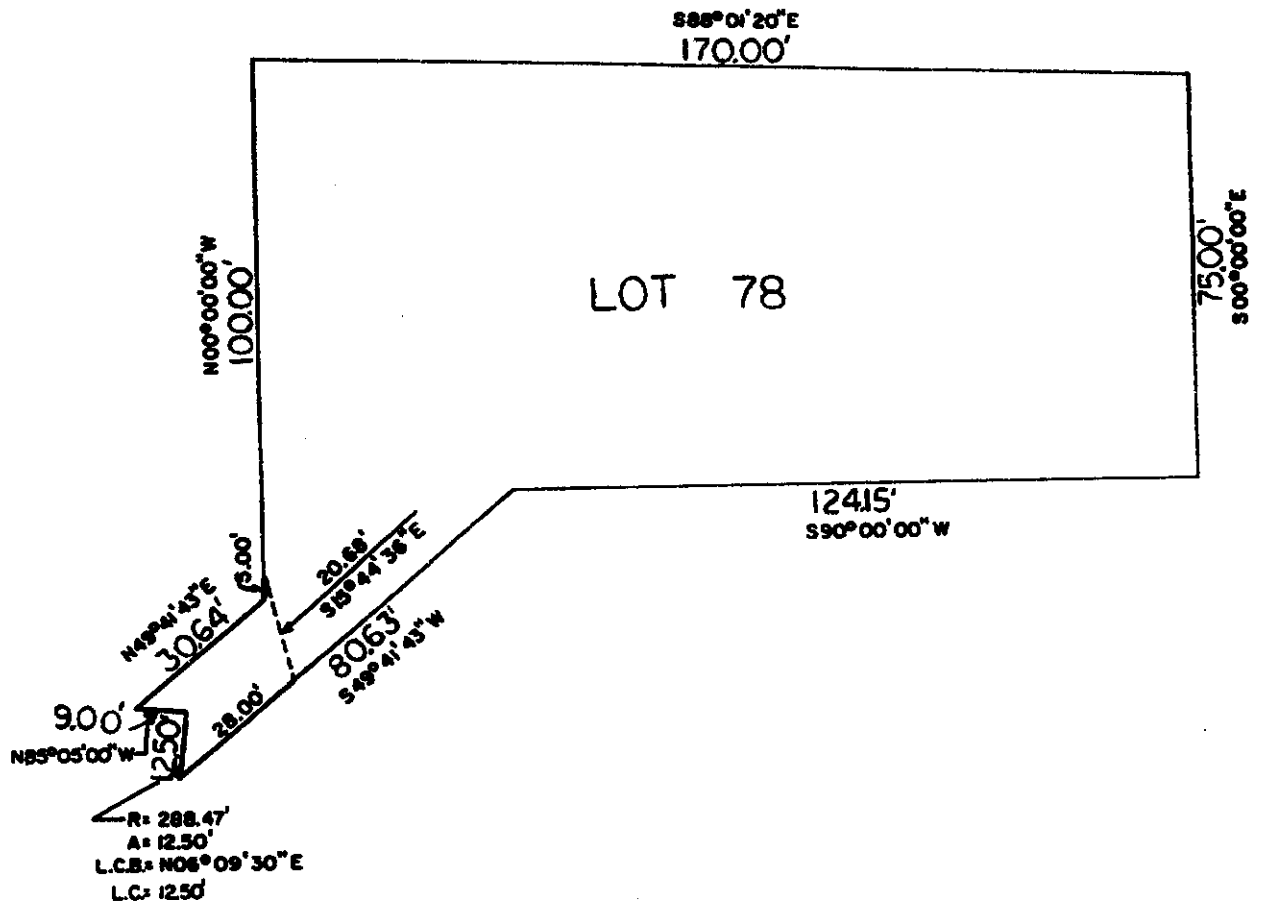 S88°01'20"E
170.00'
N00°00'00"W
100.00'
LOT 78
75.00'
S00°00'00"E
124.15'
S90°00'00"W
5.00'
20.68'
S15°44'36"E
N49°41'43"E
30.64'
80.63'
S49°41'43"W
28.00'
9.00'
N85°05'00"W
12.50'
R= 288.47'
A= 12.50'
L.C.B.= N06°09'30"E
L.C.= 12.50'